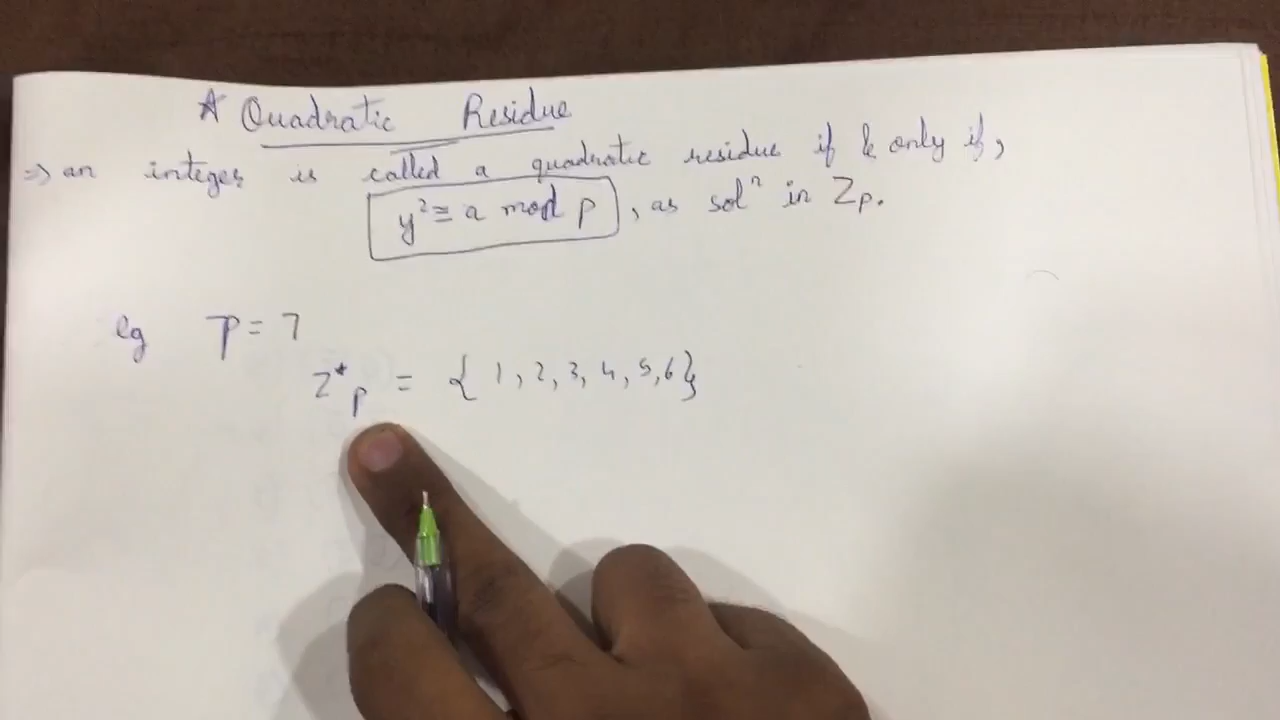 ☆ Quadratic Residue
⇒ an integer is called a quadratic residue if & only if,
y² ≅ a mod p , as solⁿ in Zp.
eg P = 7
Z*p = { 1, 2, 3, 4, 5, 6}